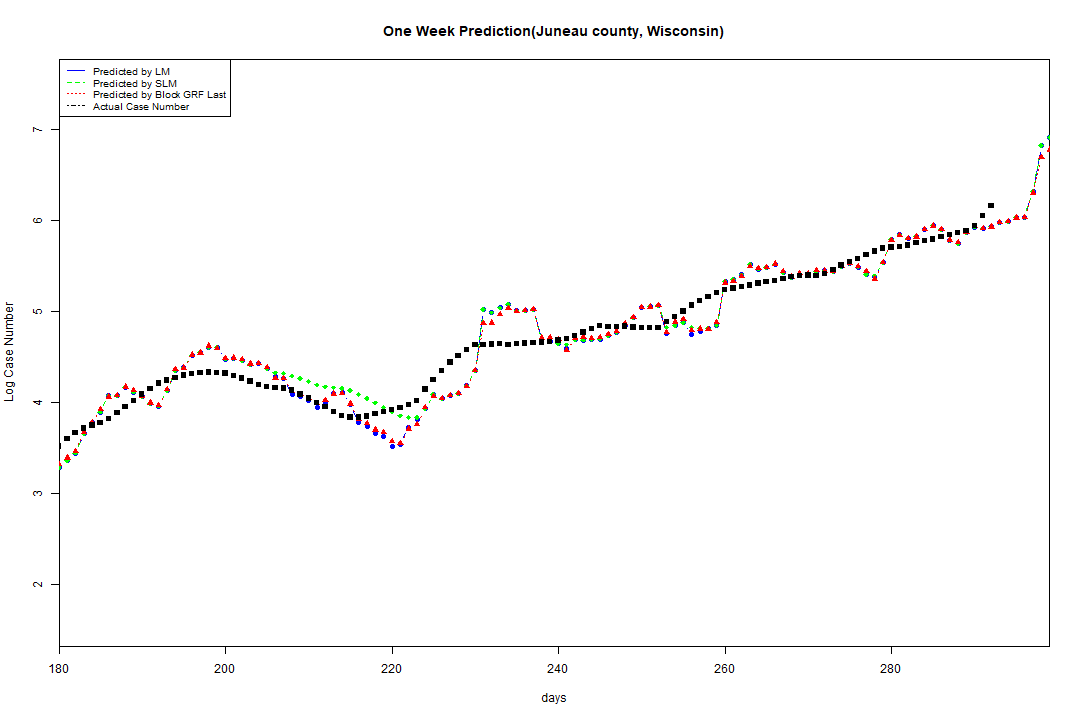 One Week Prediction(Juneau county, Wisconsin)
Predicted by LM
Predicted by SLM
Predicted by Block GRF Last
Actual Case Number
Log Case Number
7
6
5
4
3
2
180 200 220 240 260 280
days